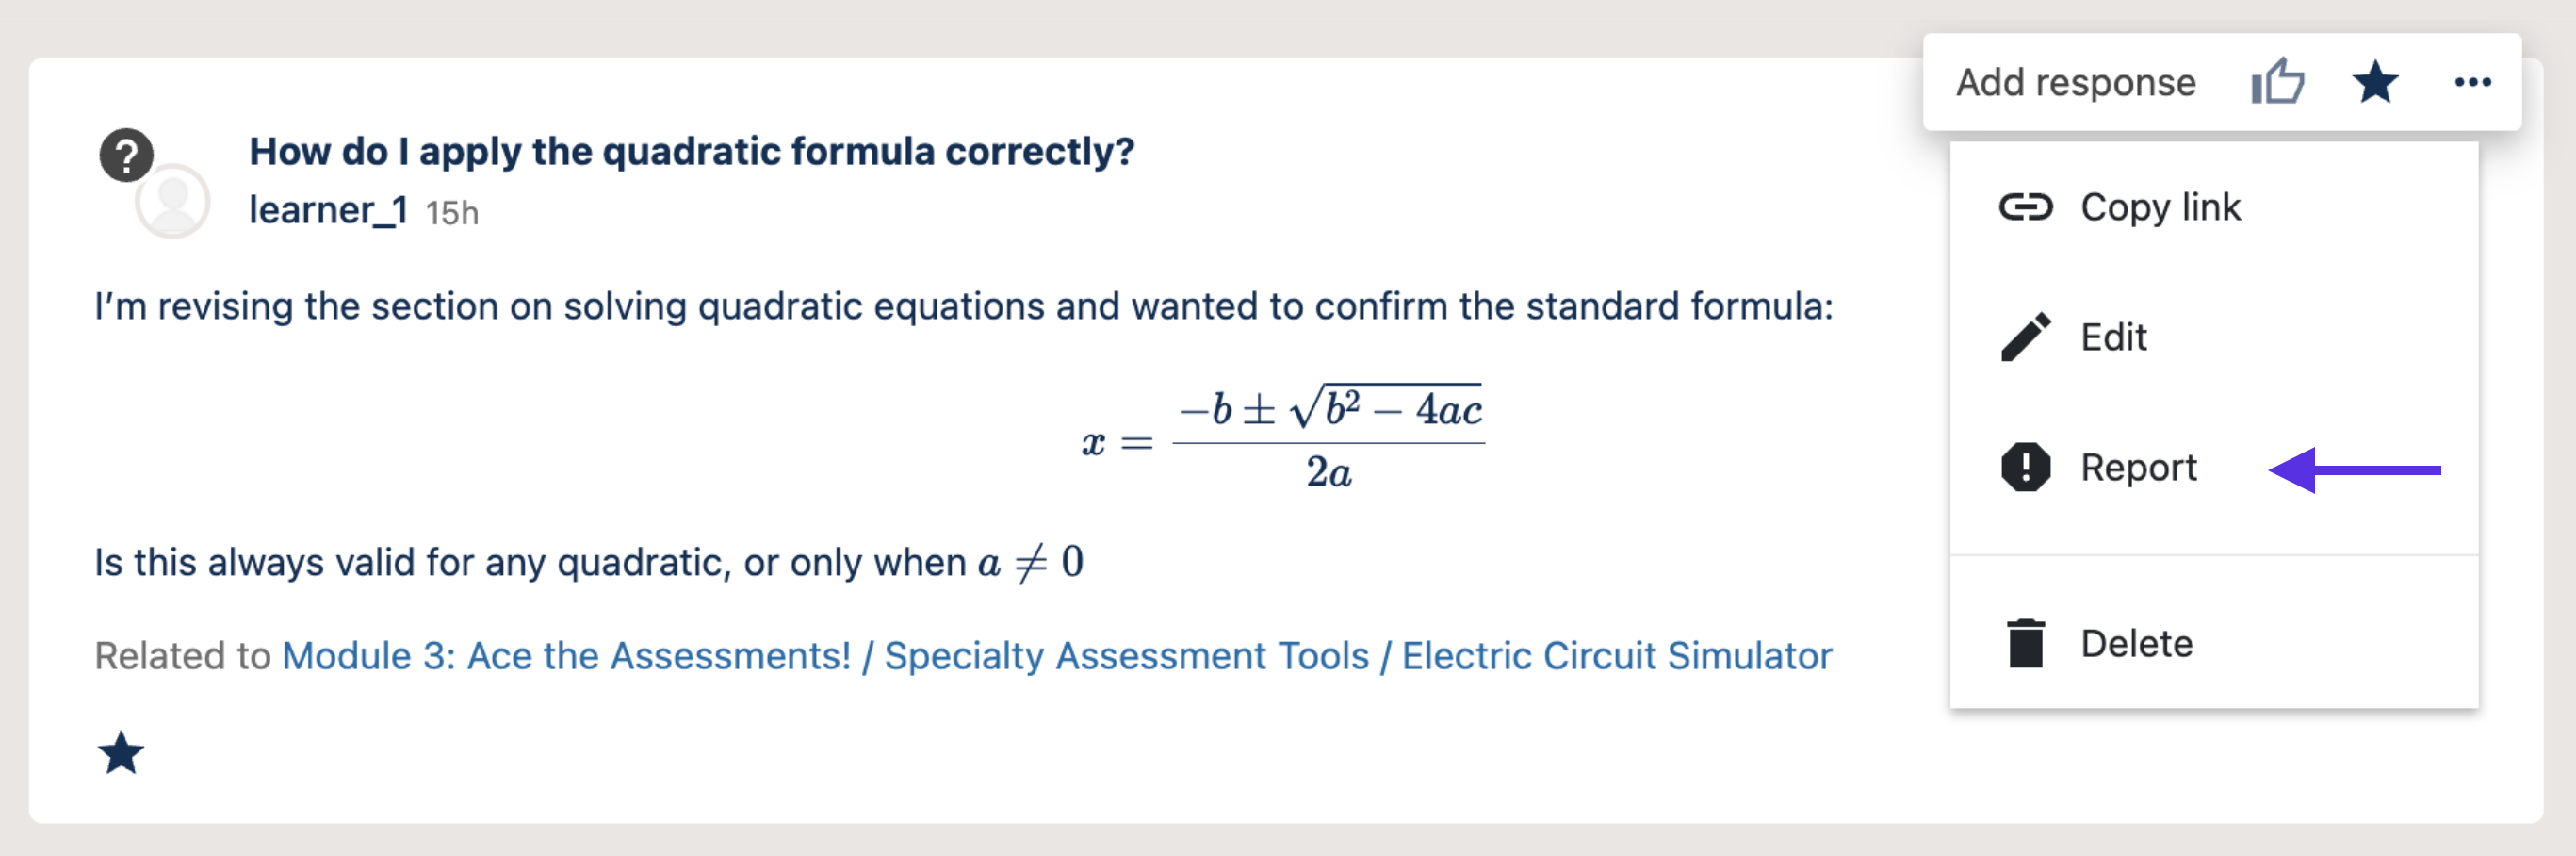 Add response
How do I apply the quadratic formula correctly?
learner_1 15h
Copy link
I’m revising the section on solving quadratic equations and wanted to confirm the standard formula:
Edit
x = \frac{-b ± \sqrt{b² − 4ac}}{2a}
Report
Is this always valid for any quadratic, or only when a ≠ 0
Related to Module 3: Ace the Assessments! / Specialty Assessment Tools / Electric Circuit Simulator
Delete